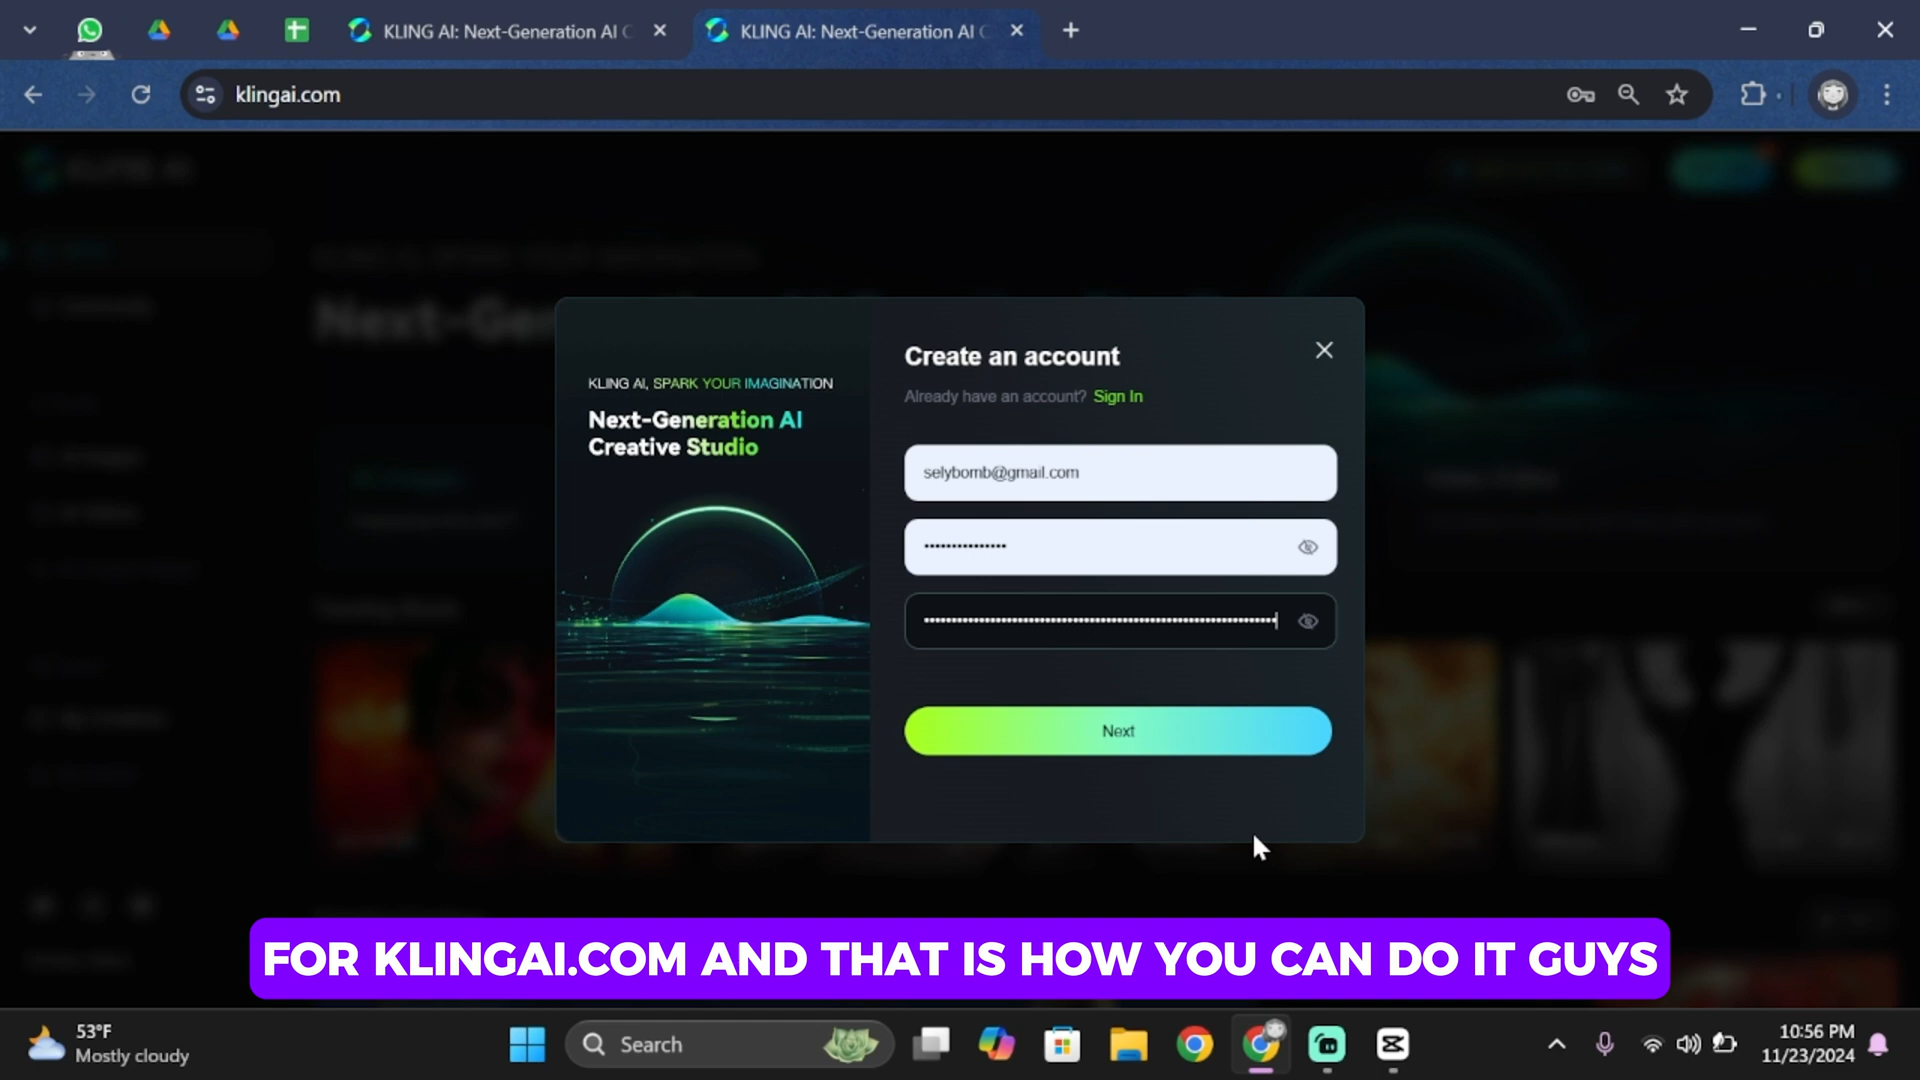 KLING AI: Next-Generation AI C
KLING AI: Next-Generation AI C
klingai.com
Next-Gen
KLING AI, SPARK YOUR IMAGINATION
Next-Generation AI
Creative Studio
Create an account
Already have an account? Sign In
selybomb@gmail.com
Next
FOR KLINGAI.COM AND THAT IS HOW YOU CAN DO IT GUYS
53°F
Mostly cloudy
Search
10:56 PM
11/23/2024